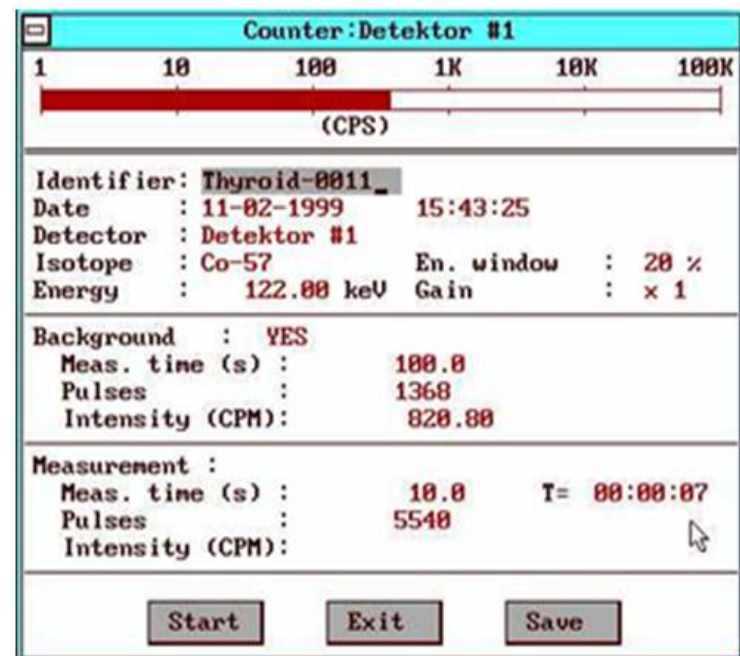 Counter:Detektor #1
1 10 100 1K 10K 100K
(CPS)
Identifier: Thyroid-0011_
Date : 11-02-1999 15:43:25
Detector : Detektor #1
Isotope : Co-57 En. window : 20 %
Energy : 122.00 keV Gain : x 1
Background : YES
Meas. time (s) : 100.0
Pulses : 1368
Intensity (CPM): 820.80
Measurement :
Meas. time (s) : 10.0 T= 00:00:07
Pulses : 5540
Intensity (CPM):
Start Exit Save